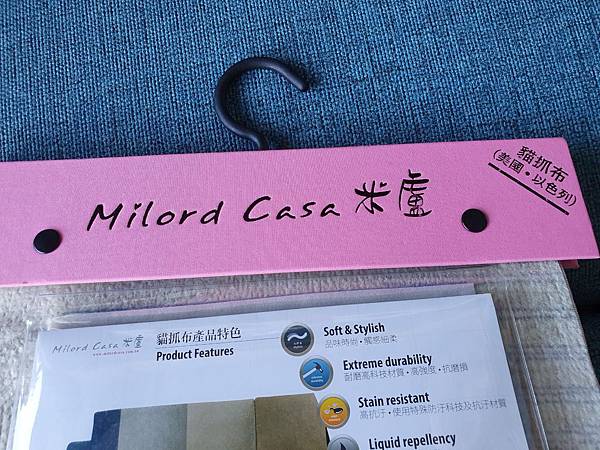 Milord Casa 米盧
貓抓布
(美國・以色列)
Milord Casa 米盧
貓抓布產品特色
Product Features
Soft & Stylish
品味時尚・觸感細柔
Extreme durability
耐磨高科技材質・高強度・抗磨損
Stain resistant
高抗汙・使用特殊防汙科技及抗汙材質
Liquid repellency